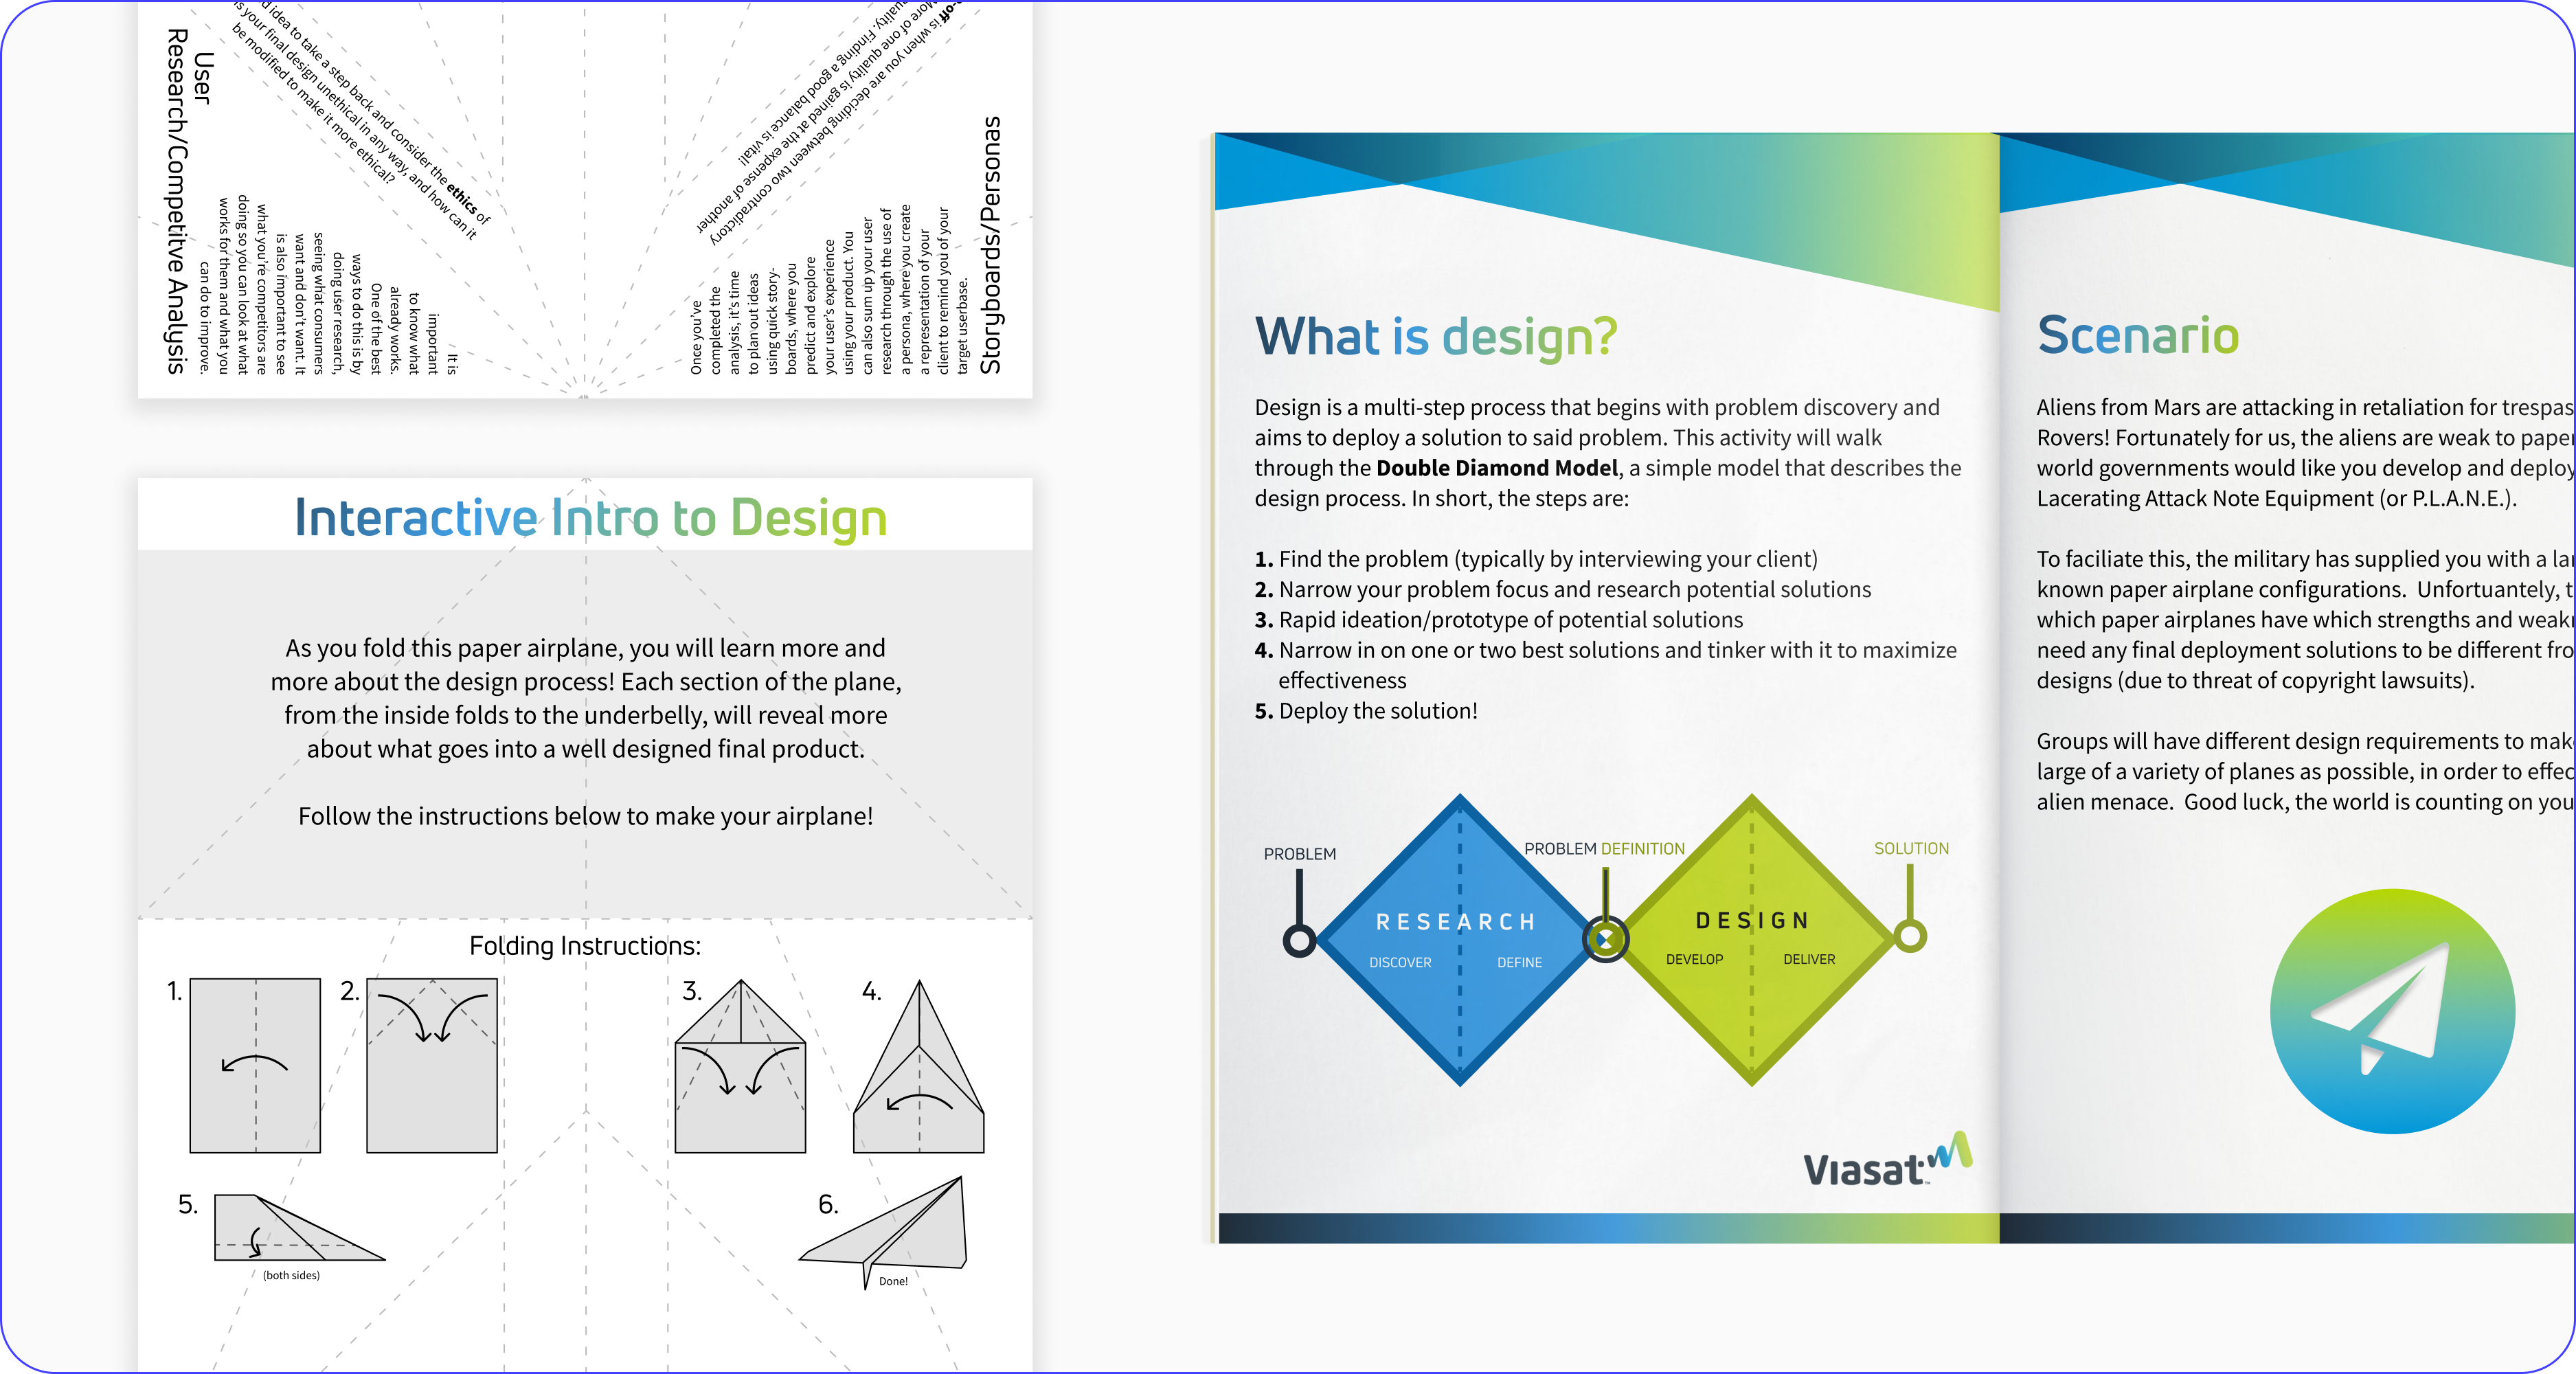 User
Research/Competitve Analysis
It is
important
to know what
already works.
One of the best
ways to do this is by
doing user research,
seeing what consumers
want and don't want. It
is also important to see
what you're competitors are
doing so you can look at what
works for them and what you
can do to improve.
idea to take a step back and consider the ethics of
your final design unethical in any way, and how can it
be modified to make it more ethical?
when you are deciding between two contradictory
More of one quality is gained at the expense of another
Finding a good balance is vital!
Once you've
completed the
analysis, it's time
to plan out ideas
using quick story-
boards, where you
predict and explore
your user's experience
using your product. You
can also sum up your user
research through the use of
a persona, where you create
a representation of your
client to remind you of your
target userbase.
Storyboards/Personas
Interactive Intro to Design
As you fold this paper airplane, you will learn more and
more about the design process! Each section of the plane,
from the inside folds to the underbelly, will reveal more
about what goes into a well designed final product.
Follow the instructions below to make your airplane!
Folding Instructions:
1.
2.
3.
4.
5.
(both sides)
6.
Done!
What is design?
Design is a multi-step process that begins with problem discovery and
aims to deploy a solution to said problem. This activity will walk
through the Double Diamond Model, a simple model that describes the
design process. In short, the steps are:
1. Find the problem (typically by interviewing your client)
2. Narrow your problem focus and research potential solutions
3. Rapid ideation/prototype of potential solutions
4. Narrow in on one or two best solutions and tinker with it to maximize
effectiveness
5. Deploy the solution!
PROBLEM
PROBLEM DEFINITION
SOLUTION
RESEARCH
DISCOVER
DEFINE
DESIGN
DEVELOP
DELIVER
Viasat
Scenario
Aliens from Mars are attacking in retaliation for trespas
Rovers! Fortunately for us, the aliens are weak to paper
world governments would like you develop and deploy
Lacerating Attack Note Equipment (or P.L.A.N.E.).
To faciliate this, the military has supplied you with a la
known paper airplane configurations. Unfortuantely, t
which paper airplanes have which strengths and weak
need any final deployment solutions to be different fro
designs (due to threat of copyright lawsuits).
Groups will have different design requirements to mak
large of a variety of planes as possible, in order to effec
alien menace. Good luck, the world is counting on you